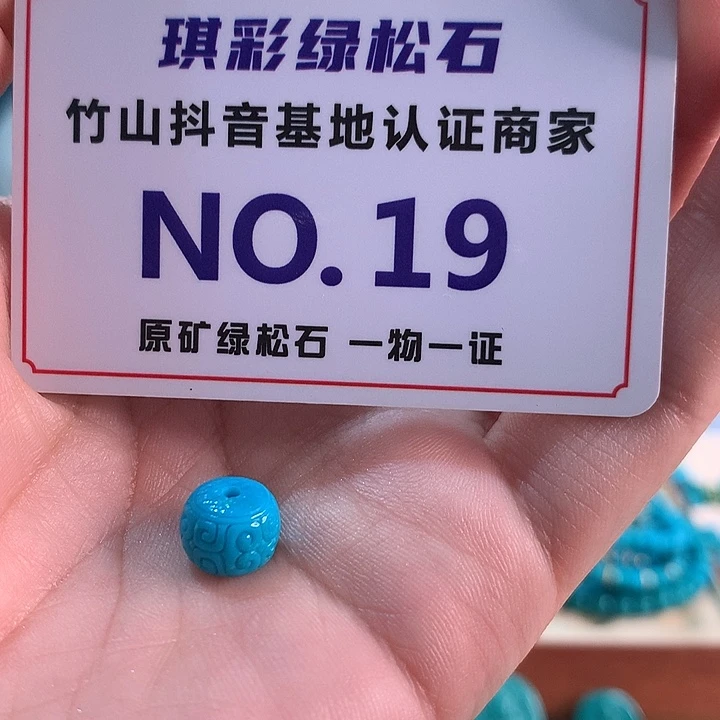 琪彩绿松石
竹山抖音基地认证商家
NO.19
原矿绿松石 一物一证